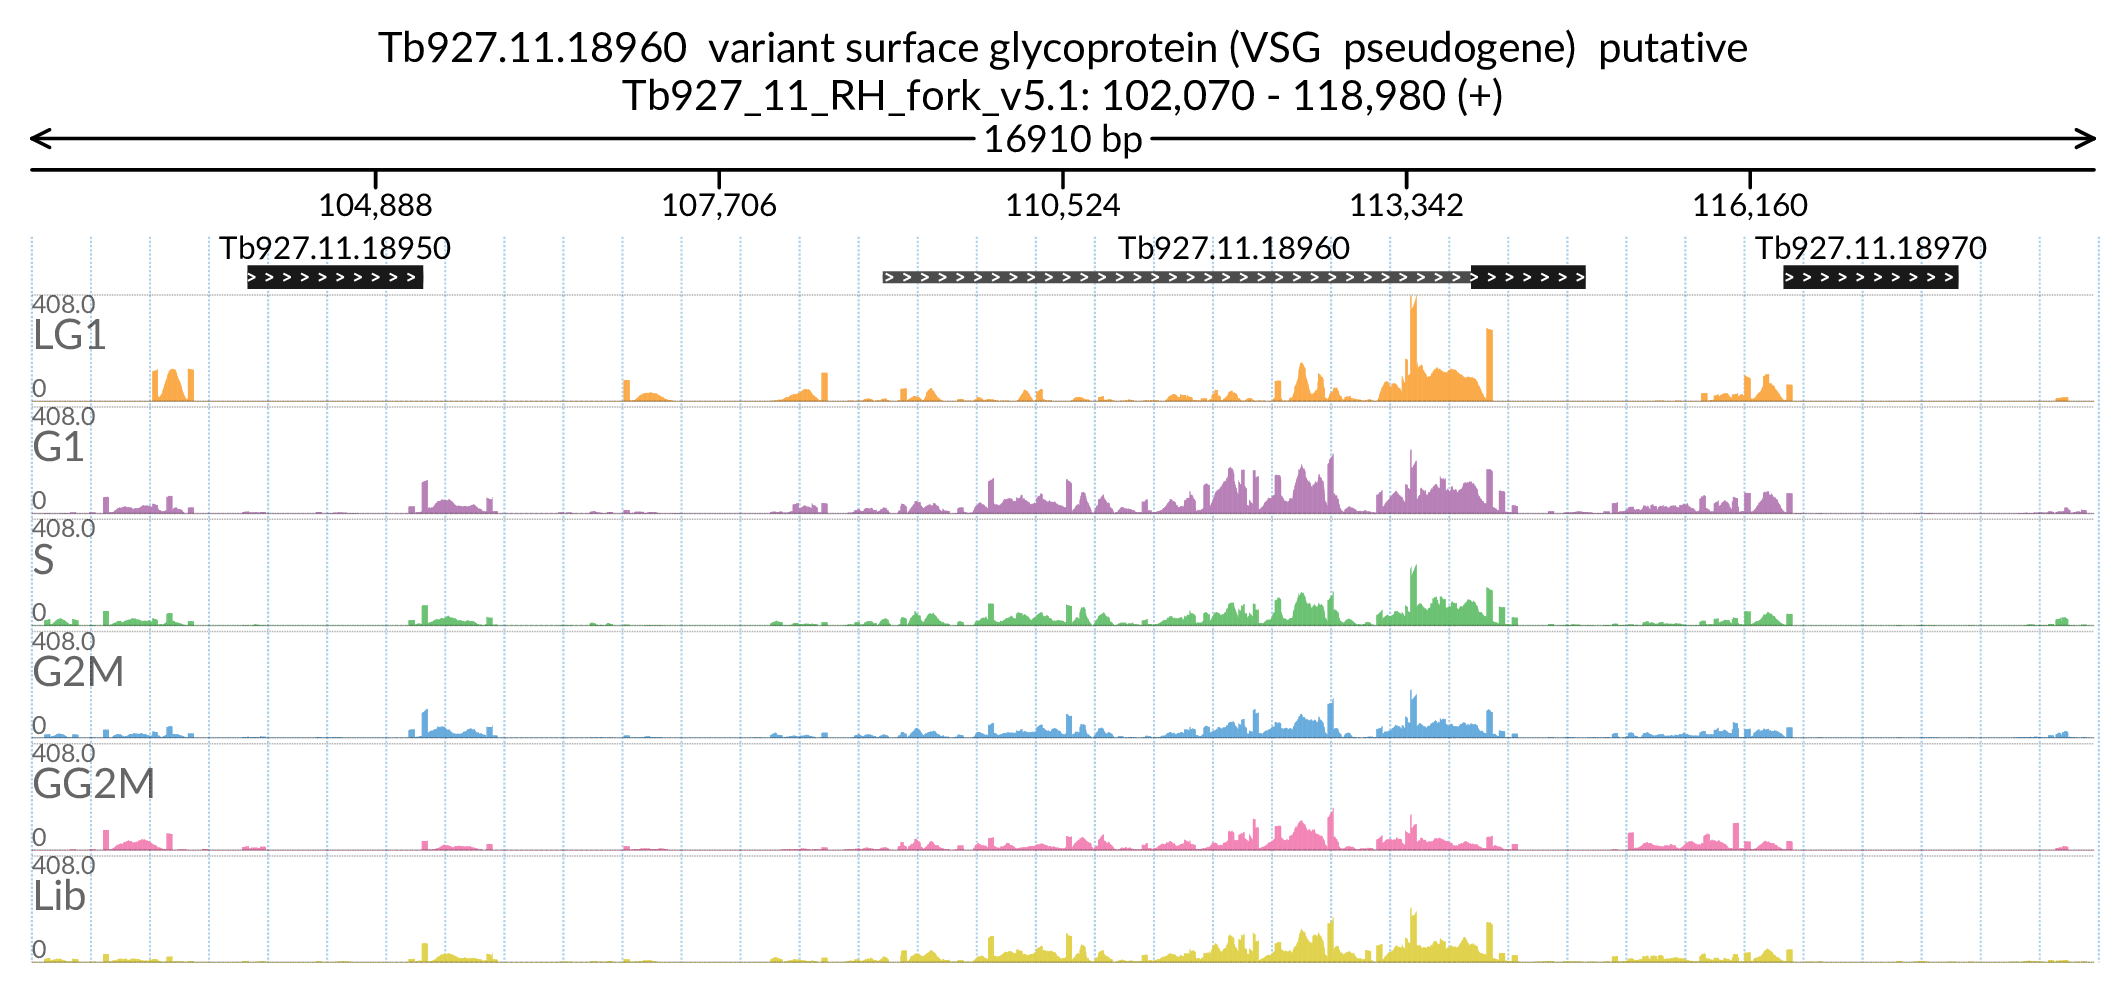 Tb927.11.18960 variant surface glycoprotein (VSG pseudogene) putative
Tb927_11_RH_fork_v5.1: 102,070 - 118,980 (+)
16910 bp
104,888 107,706 110,524 113,342 116,160
Tb927.11.18950 Tb927.11.18960 Tb927.11.18970
408.0
LG1
0
408.0
G1
0
408.0
S
0
408.0
G2M
0
408.0
GG2M
0
408.0
Lib
0